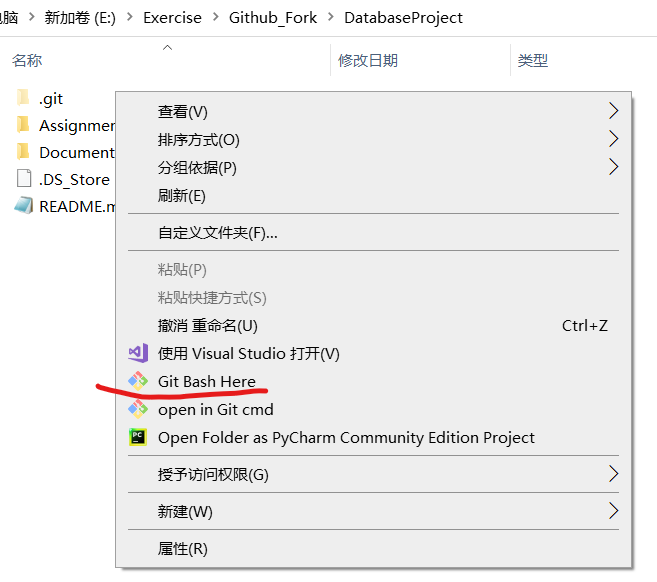 电脑 > 新加卷 (E:) > Exercise > Github_Fork > DatabaseProject
名称 修改日期 类型
.git
Assignmer
Document
.DS_Store
README.m
查看(V)
排序方式(O)
分组依据(P)
刷新(E)
自定义文件夹(F)...
粘贴(P)
粘贴快捷方式(S)
撤消 重命名(U) Ctrl+Z
使用 Visual Studio 打开(V)
Git Bash Here
open in Git cmd
Open Folder as PyCharm Community Edition Project
授予访问权限(G)
新建(W)
属性(R)